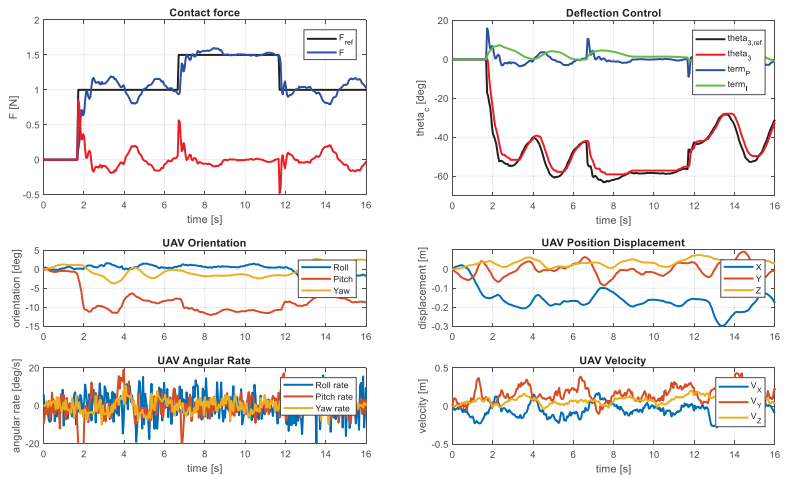 Contact force
2
1.5
1
0.5
0
-0.5
F [N]
F_ref
F
0 2 4 6 8 10 12 14 16
time [s]
Deflection Control
20
0
-20
-40
-60
theta_c [deg]
theta_3,ref
theta_3
term_P
term_I
0 2 4 6 8 10 12 14 16
time [s]
UAV Orientation
5
0
-5
-10
-15
orientation [deg]
Roll
Pitch
Yaw
0 2 4 6 8 10 12 14 16
UAV Position Displacement
0.1
0
-0.1
-0.2
-0.3
displacement [m]
X
Y
Z
0 2 4 6 8 10 12 14 16
UAV Angular Rate
20
0
-20
angular rate [deg/s]
Roll rate
Pitch rate
Yaw rate
0 2 4 6 8 10 12 14 16
time [s]
UAV Velocity
0.5
0
-0.5
velocity [m]
V_X
V_Y
V_Z
0 2 4 6 8 10 12 14 16
time [s]